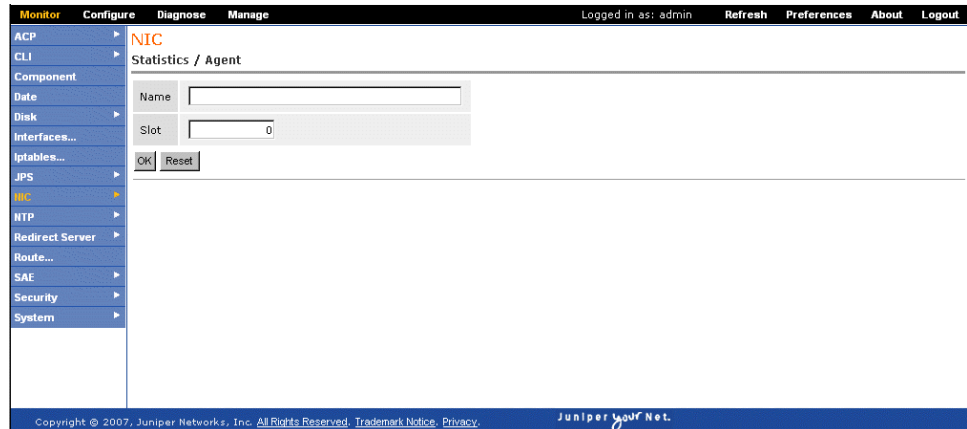 Monitor Configure Diagnose Manage Logged in as: admin Refresh Preferences About Logout
ACP
CLI
Component
Date
Disk
Interfaces...
Iptables...
JPS
NIC
NTP
Redirect Server
Route...
SAE
Security
System
NIC
Statistics / Agent
Name
Slot 0
OK Reset
Copyright © 2007, Juniper Networks, Inc. All Rights Reserved. Trademark Notice. Privacy.
Juniper your Net.